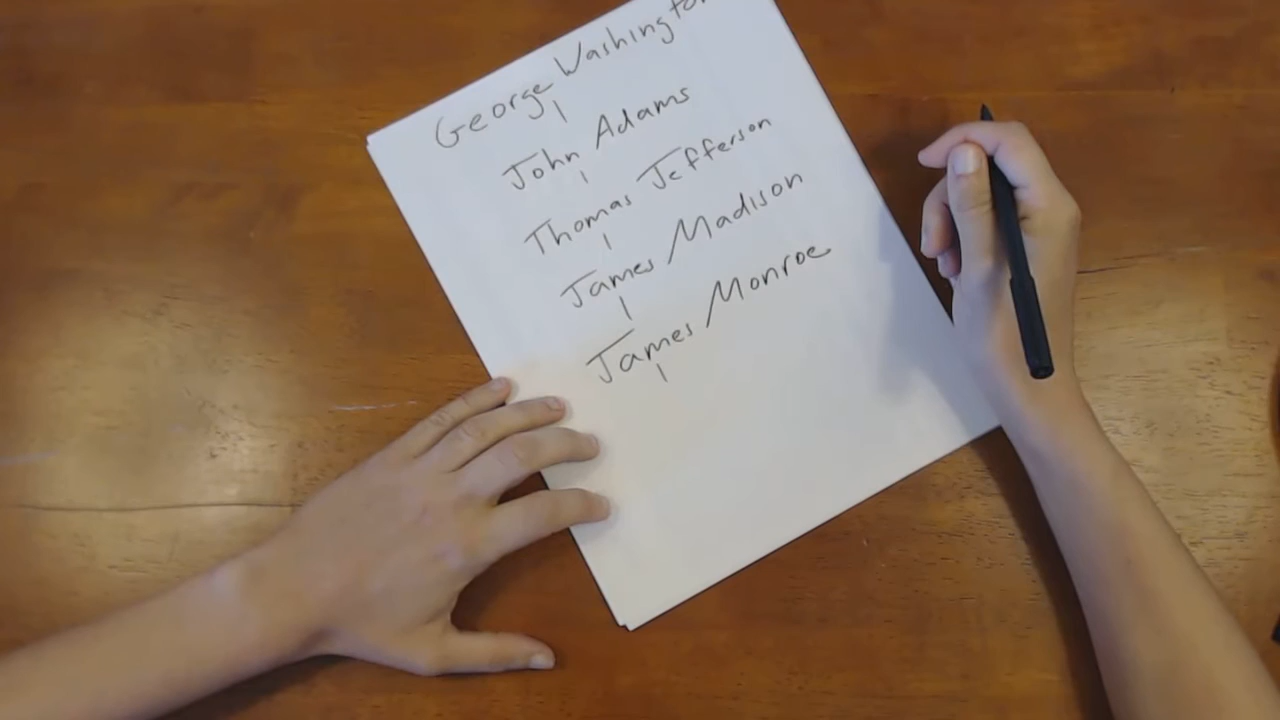 George Washington
John Adams
Thomas Jefferson
James Madison
James Monroe